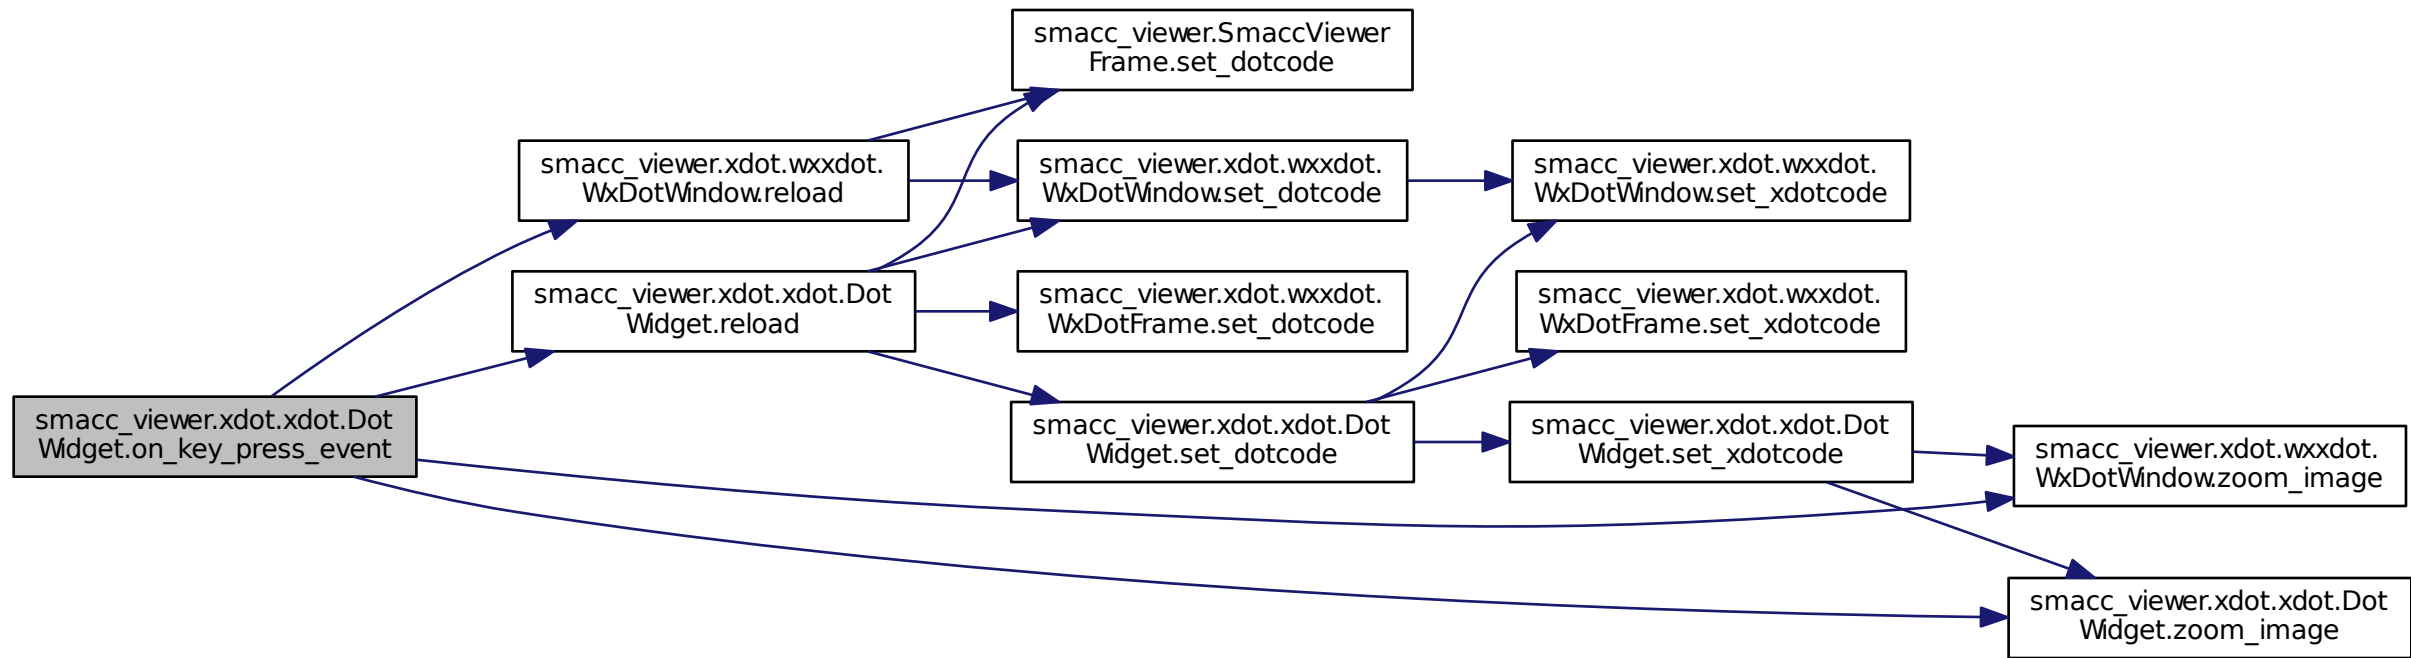 smacc_viewer.SmaccViewer
Frame.set_dotcode
smacc_viewer.xdot.wxxdot.
WxDotWindow.reload
smacc_viewer.xdot.wxxdot.
WxDotWindow.set_dotcode
smacc_viewer.xdot.wxxdot.
WxDotWindow.set_xdotcode
smacc_viewer.xdot.xdot.Dot
Widget.reload
smacc_viewer.xdot.wxxdot.
WxDotFrame.set_dotcode
smacc_viewer.xdot.wxxdot.
WxDotFrame.set_xdotcode
smacc_viewer.xdot.xdot.Dot
Widget.on_key_press_event
smacc_viewer.xdot.xdot.Dot
Widget.set_dotcode
smacc_viewer.xdot.xdot.Dot
Widget.set_xdotcode
smacc_viewer.xdot.wxxdot.
WxDotWindow.zoom_image
smacc_viewer.xdot.xdot.Dot
Widget.zoom_image